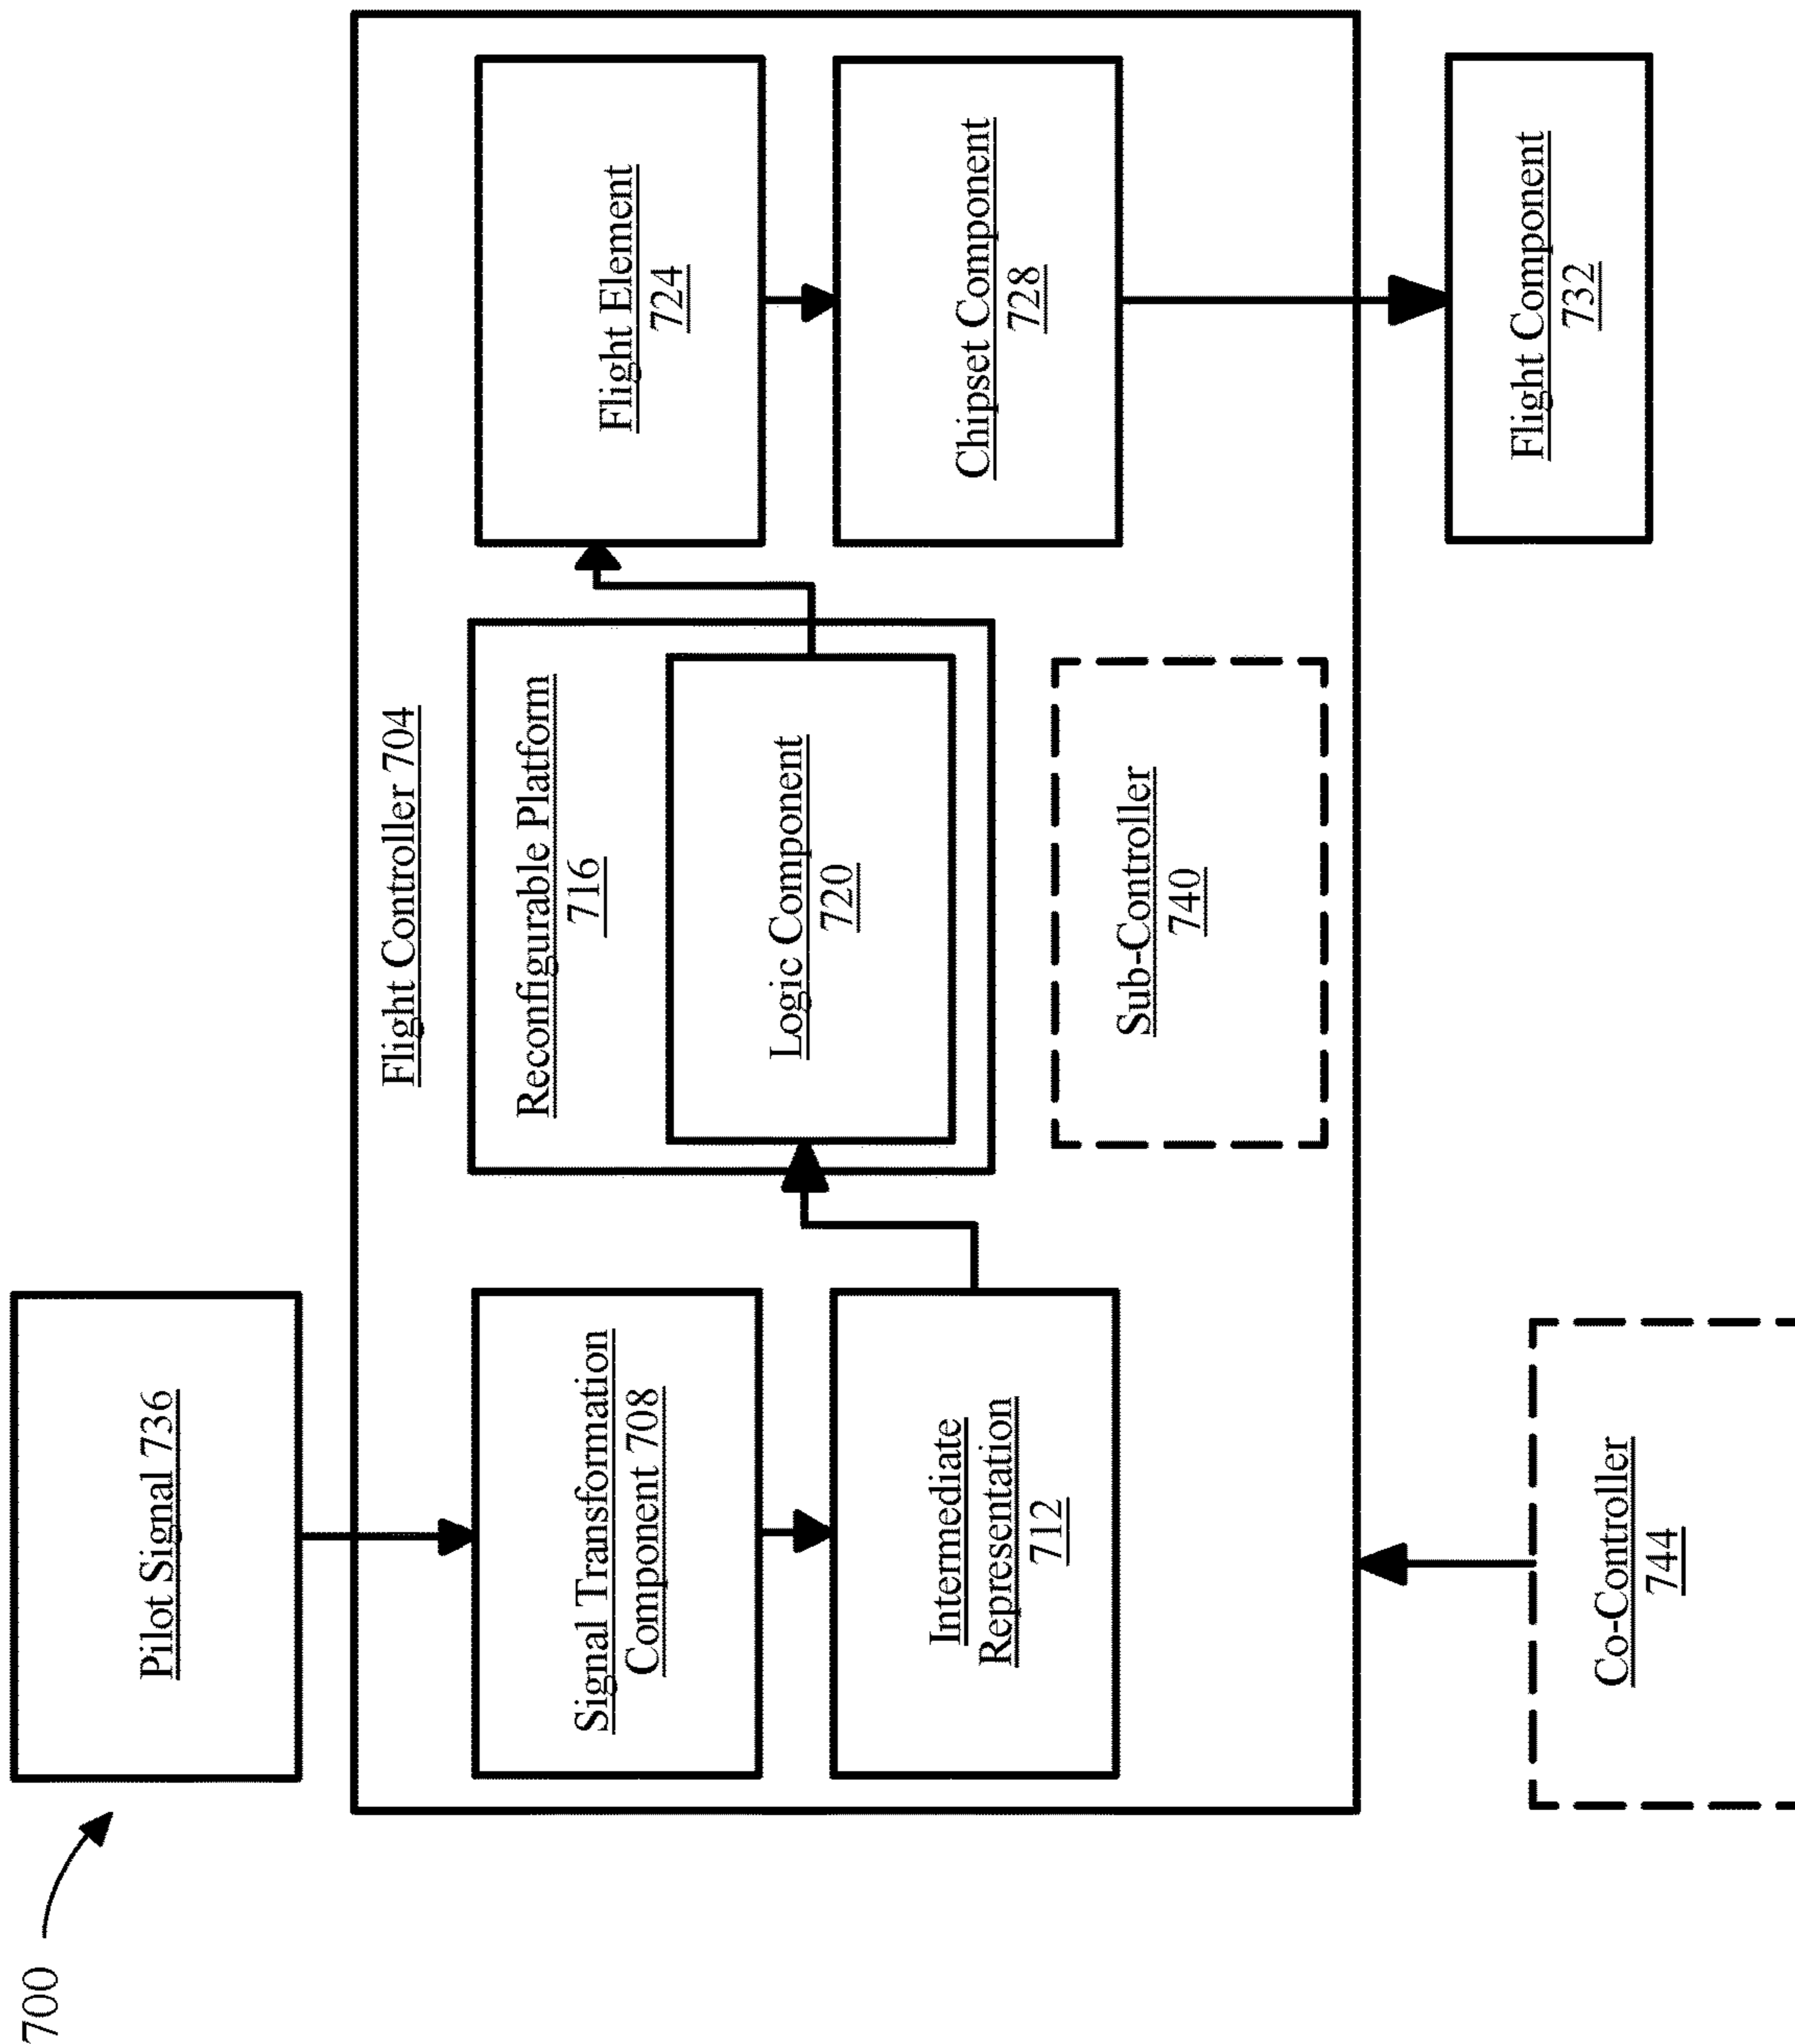 700
Pilot Signal 736
Flight Controller 704
Signal Transformation
Component 708
Intermediate
Representation
712
Reconfigurable Platform
716
Logic Component
720
Flight Element
724
Chipset Component
728
Sub-Controller
740
Co-Controller
744
Flight Component
732